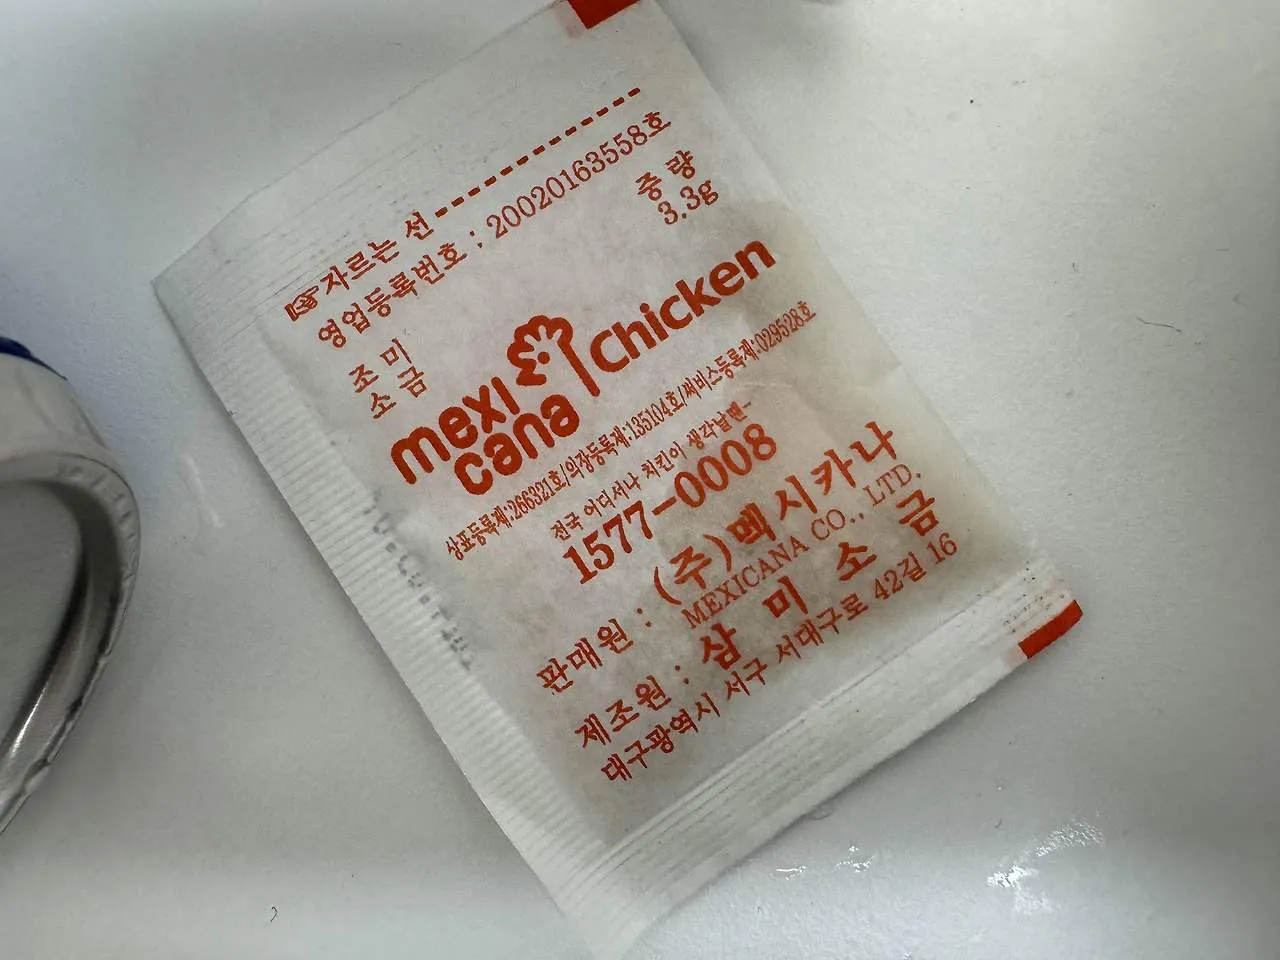 ☞자르는 선
영업등록번호 : 20020163558호
조미
소금
중량
3.3g
mexi
cana
Chicken
상표등록제:266321호/의장등록제:135104호/써비스등록제:029528호
전국 어디서나 치킨이 생각날땐-
1577-0008
판매원 : (주)멕시카나
MEXICANA CO., LTD.
제조원 : 삼미소금
대구광역시 서구 서대구로 42길 16